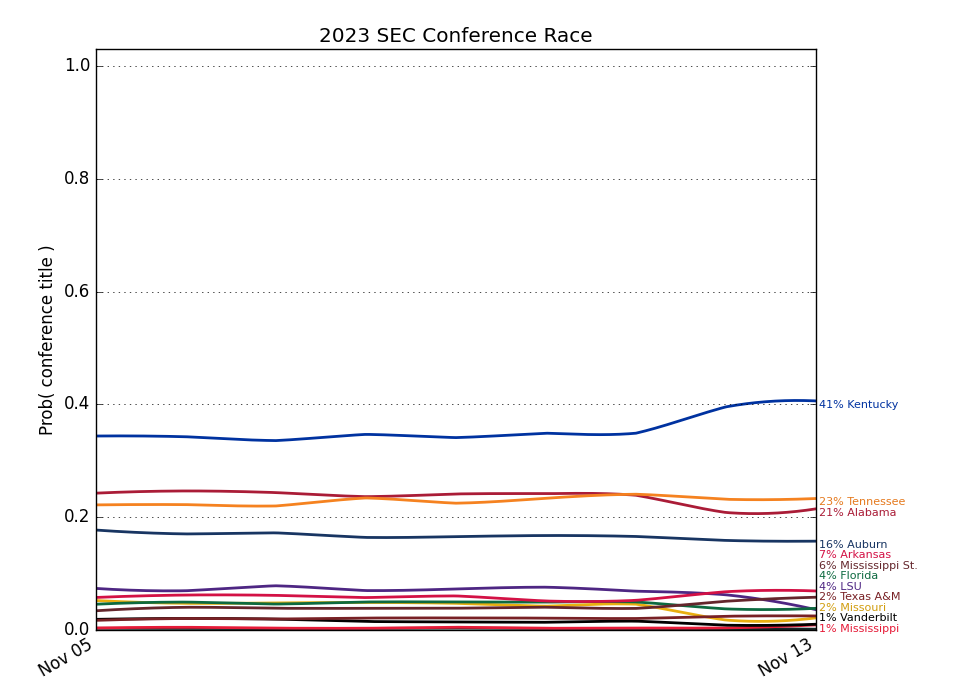 2023 SEC Conference Race
Prob( conference title )
1.0
0.8
0.6
0.4
0.2
0.0
Nov 05
Nov 13
41% Kentucky
23% Tennessee
21% Alabama
16% Auburn
7% Arkansas
6% Mississippi St.
4% Florida
4% LSU
2% Texas A&M
2% Missouri
1% Vanderbilt
1% Mississippi